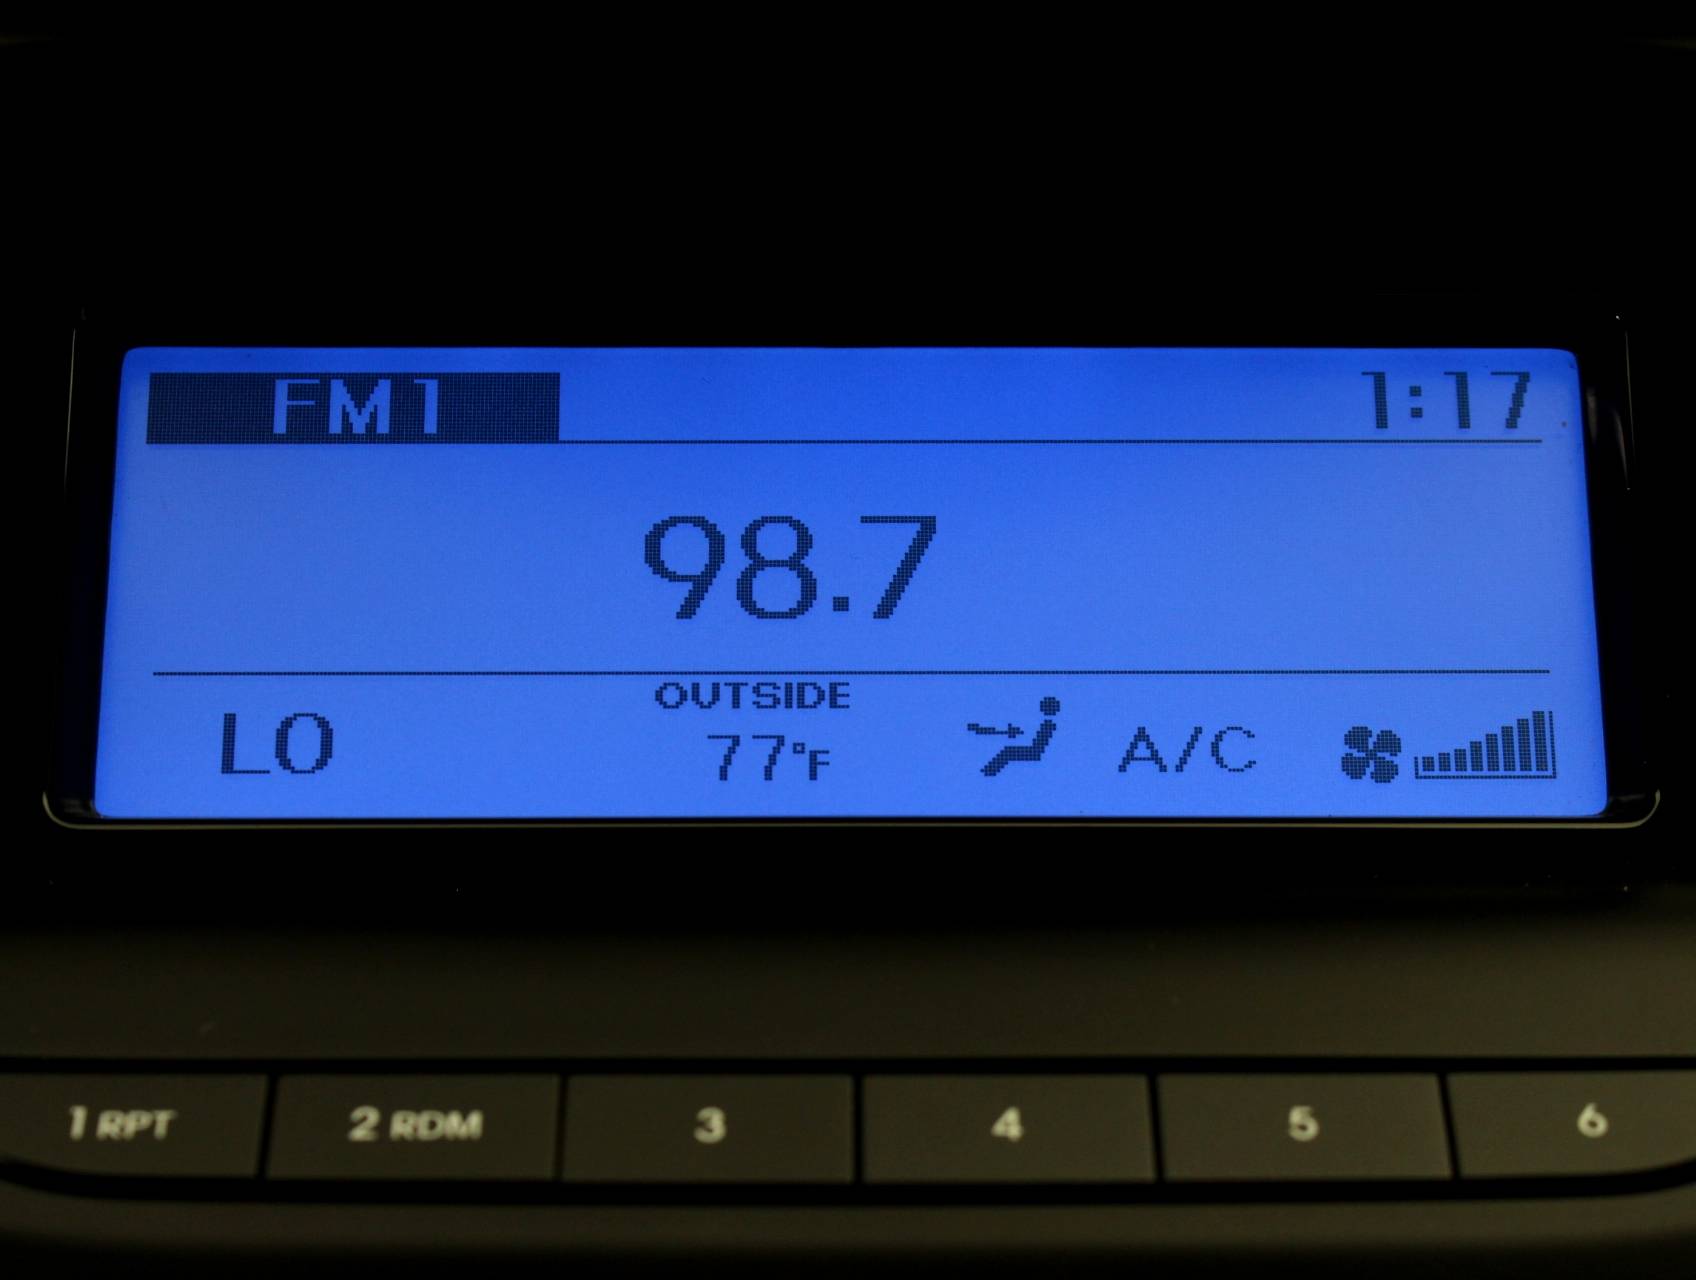 FM1 1:17
98.7
LO OUTSIDE 77°F A/C
1 RPT 2 RDM 3 4 5 6